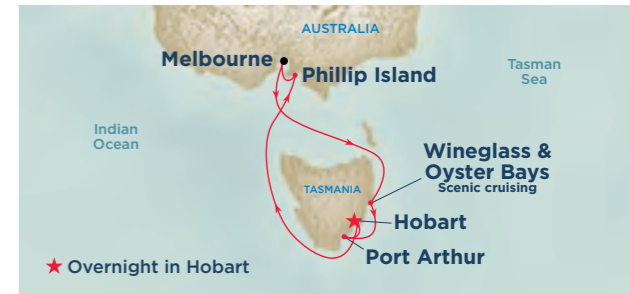 AUSTRALIA
Melbourne
Phillip Island
Tasman
Sea
Indian
Ocean
Wineglass &
Oyster Bays
Scenic cruising
TASMANIA
Hobart
Port Arthur
Overnight in Hobart